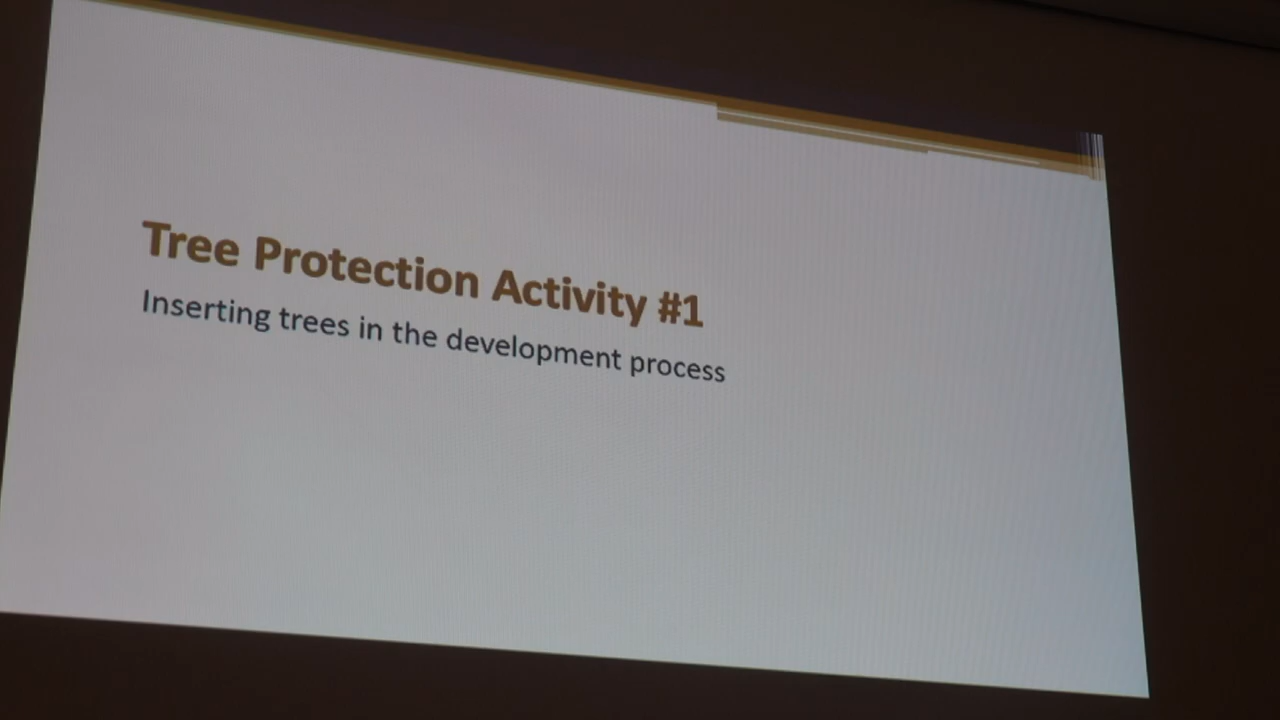 Tree Protection Activity #1
Inserting trees in the development process